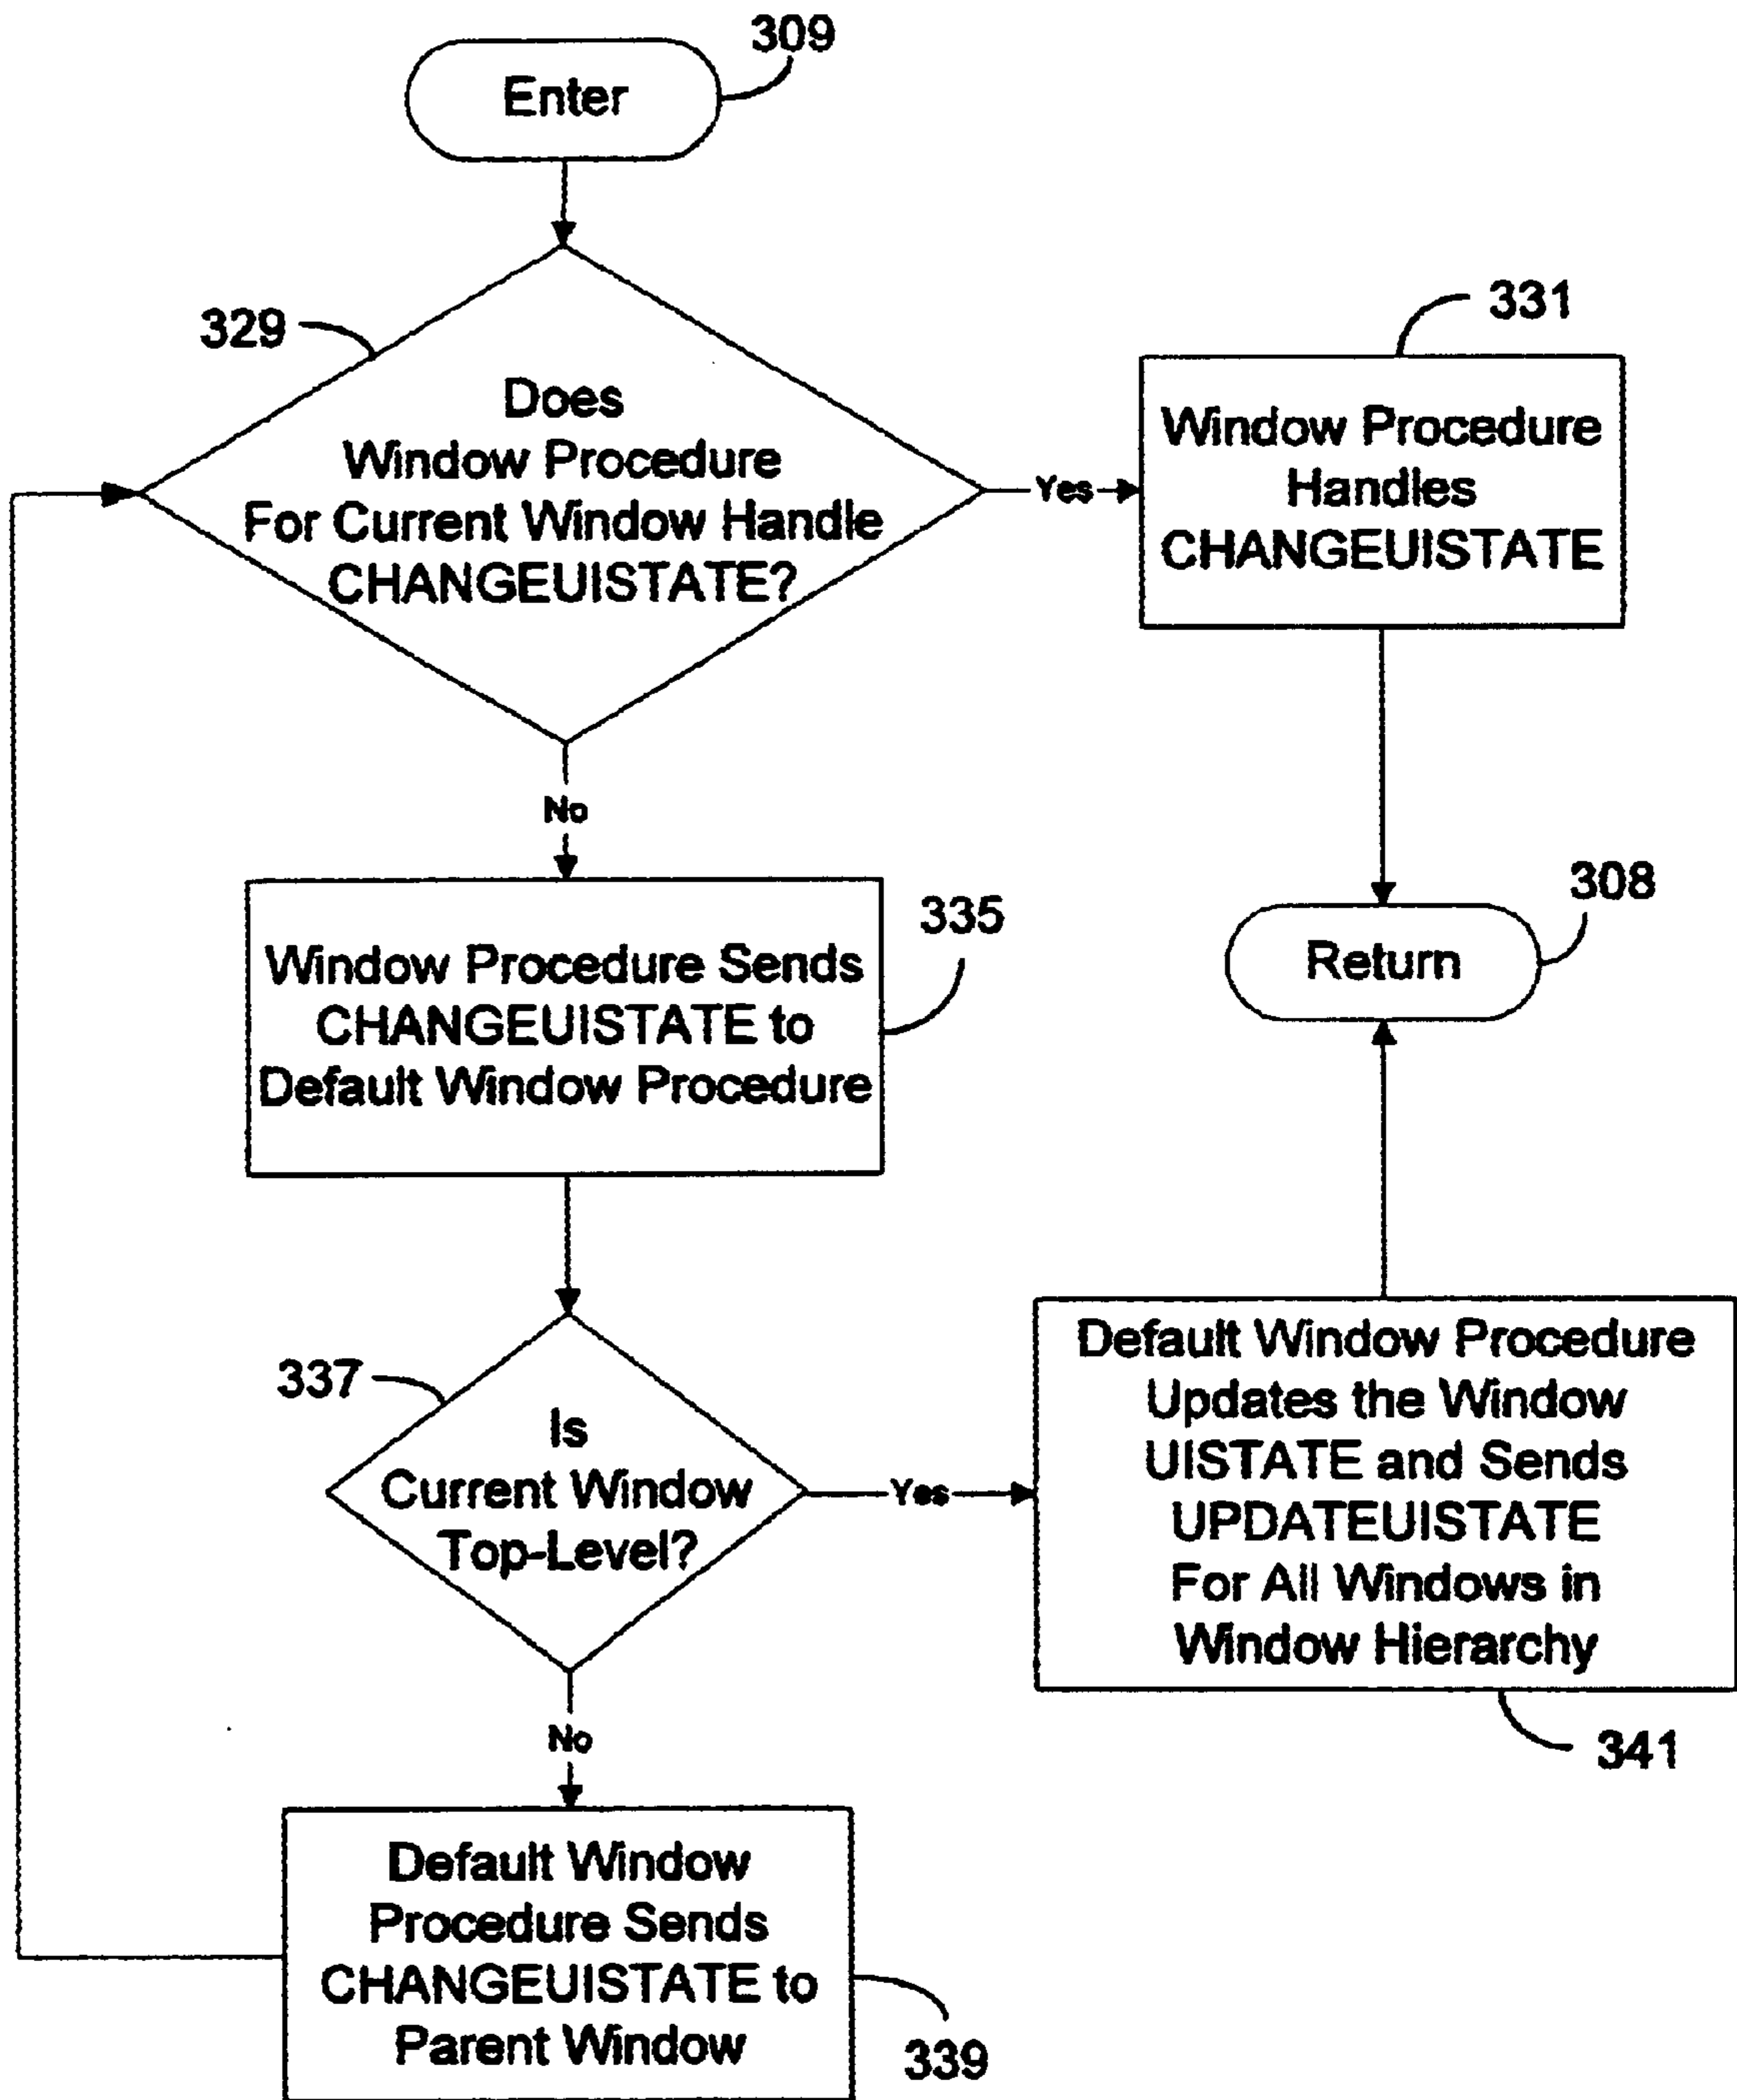 309
Enter
329
Does
Window Procedure
For Current Window Handle
CHANGEUISTATE?
Yes
331
Window Procedure
Handles
CHANGEUISTATE
No
335
Window Procedure Sends
CHANGEUISTATE to
Default Window Procedure
308
Return
337
Is
Current Window
Top-Level?
Yes
Default Window Procedure
Updates the Window
UISTATE and Sends
UPDATEUISTATE
For All Windows in
Window Hierarchy
341
No
Default Window
Procedure Sends
CHANGEUISTATE to
Parent Window
339